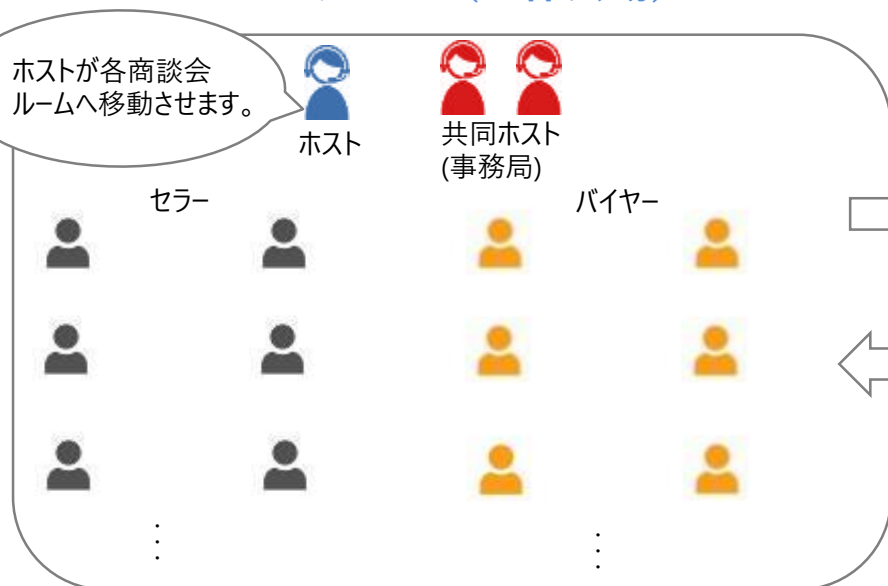 ホストが各商談会
ルームへ移動させます。
ホスト
共同ホスト
(事務局)
セラー
バイヤー